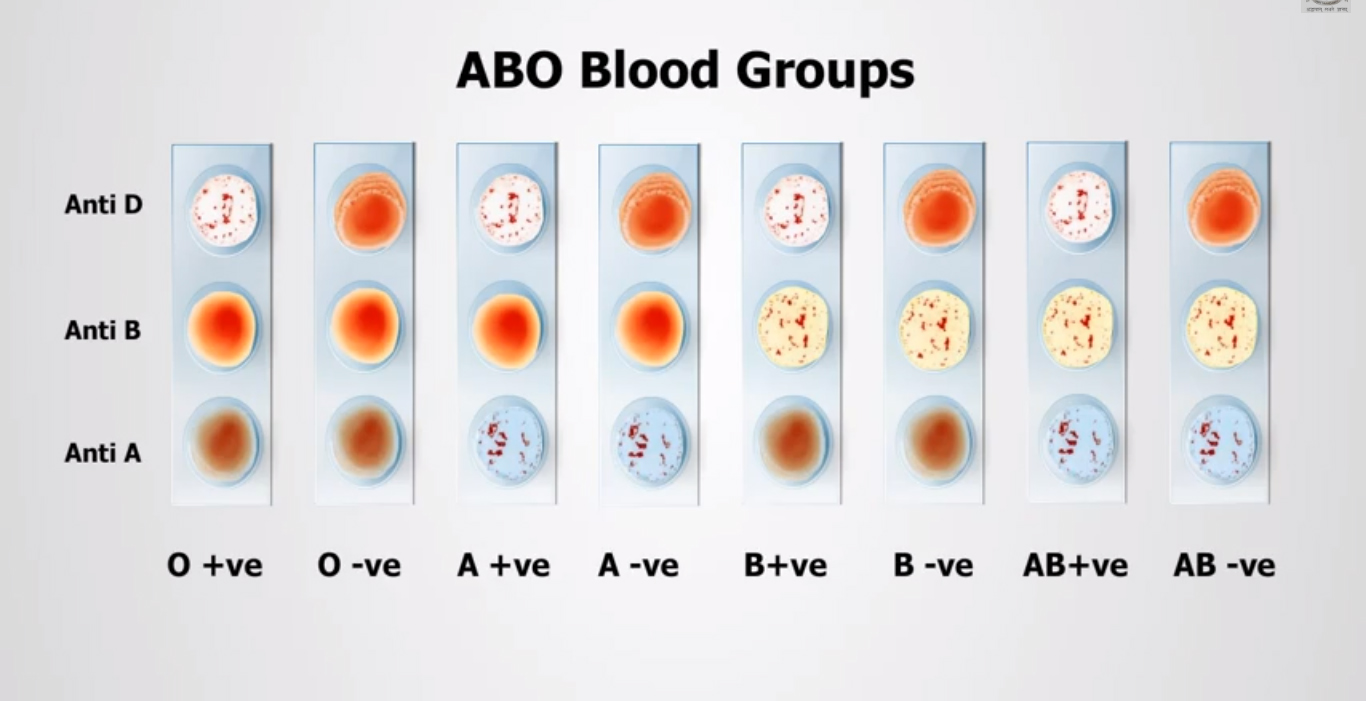 ABO Blood Groups
Anti D
Anti B
Anti A
O +ve O -ve A +ve A -ve B+ve B -ve AB+ve AB -ve